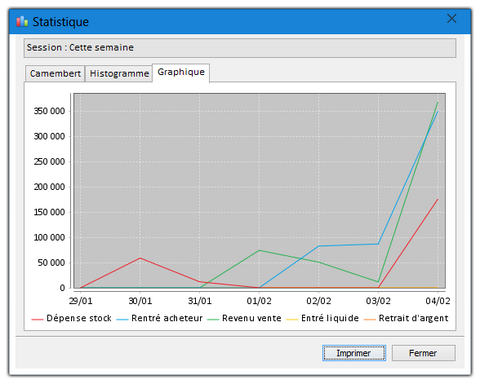 Statistique
Session : Cette semaine
Camembert Histogramme Graphique
350 000
300 000
250 000
200 000
150 000
100 000
50 000
0
29/01 30/01 31/01 01/02 02/02 03/02 04/02
Dépense stock Rentré acheteur Revenu vente Entré liquide Retrait d'argent
Imprimer Fermer